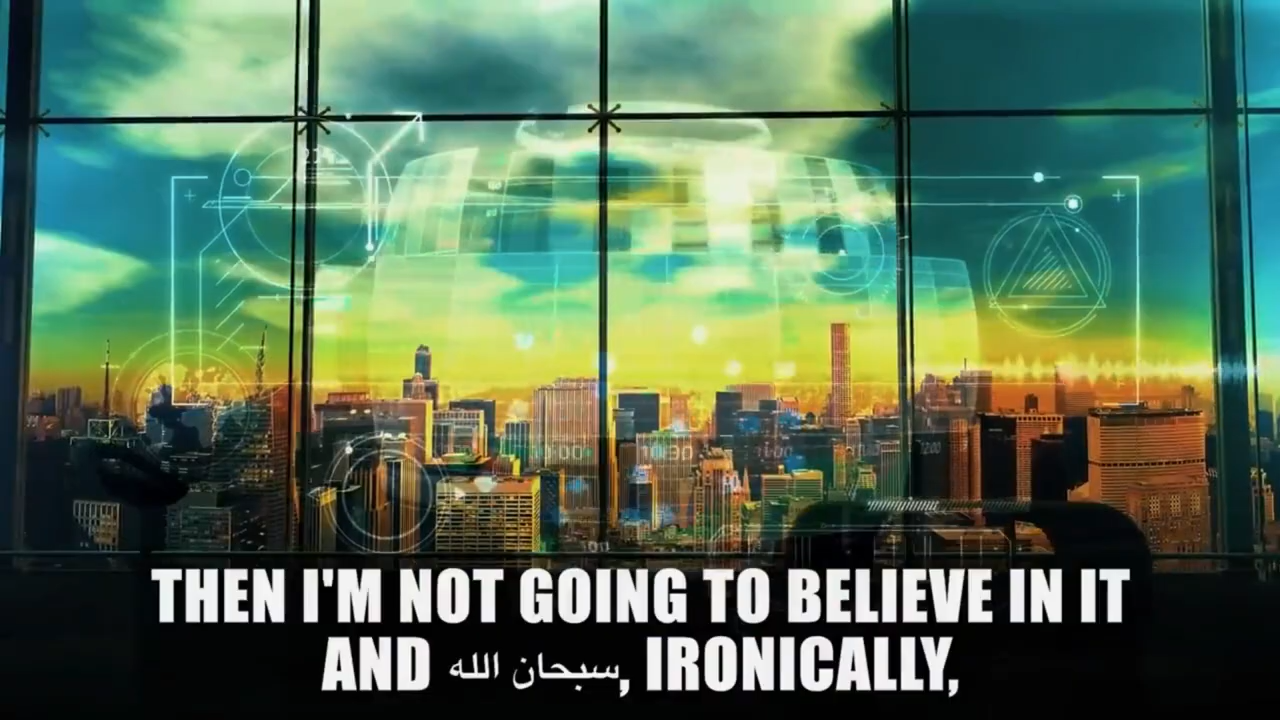 THEN I'M NOT GOING TO BELIEVE IN IT
AND سبحان الله, IRONICALLY,